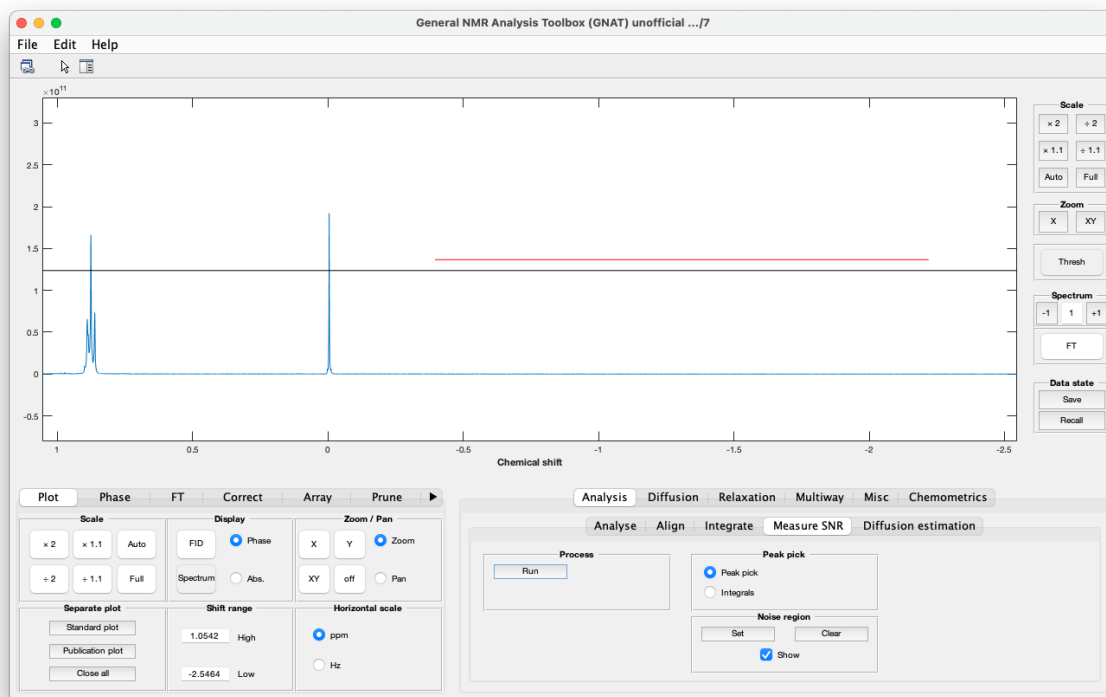 General NMR Analysis Toolbox (GNAT) unofficial .../7
File Edit Help
×10^11
3
2.5
2
1.5
1
0.5
0
-0.5
1 0.5 0 -0.5 -1 -1.5 -2 -2.5
Chemical shift
Scale
× 2 ÷ 2
× 1.1 ÷ 1.1
Auto Full
Zoom
X XY
Thresh
Spectrum
-1 1 +1
FT
Data state
Save
Recall
Plot Phase FT Correct Array Prune
Scale
× 2 × 1.1 Auto
÷ 2 ÷ 1.1 Full
Display
FID Phase
Spectrum Abs.
Zoom / Pan
X Y Zoom
XY off Pan
Separate plot
Standard plot
Publication plot
Close all
Shift range
1.0542 High
-2.5464 Low
Horizontal scale
ppm
Hz
Analysis Diffusion Relaxation Multiway Misc Chemometrics
Analyse Align Integrate Measure SNR Diffusion estimation
Process
Run
Peak pick
Peak pick
Integrals
Noise region
Set Clear
Show